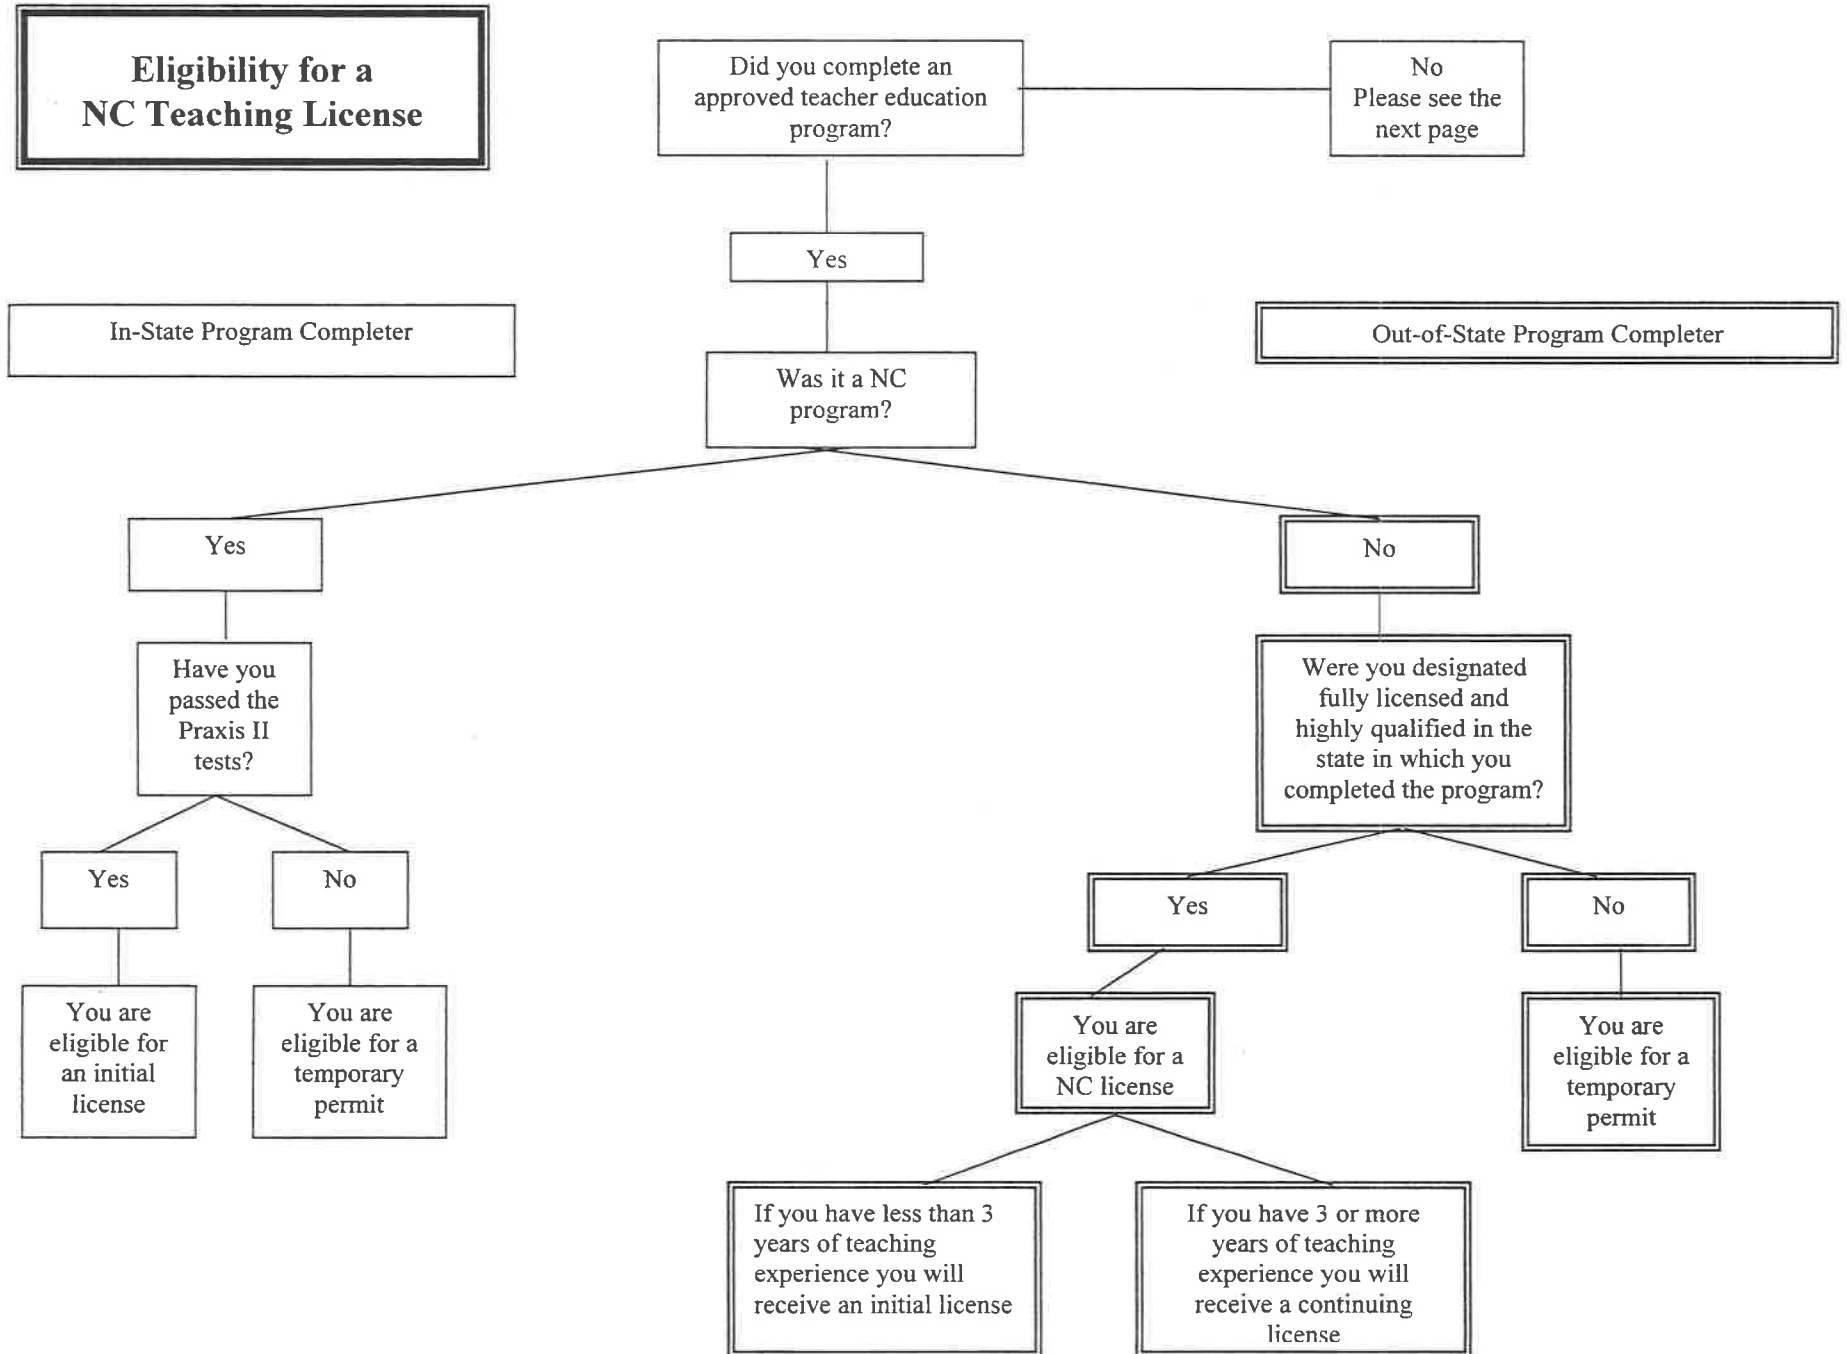 Eligibility for a
NC Teaching License
Did you complete an
approved teacher education
program?
No
Please see the
next page
Yes
In-State Program Completer
Out-of-State Program Completer
Was it a NC
program?
Yes
No
Have you
passed the
Praxis II
tests?
Were you designated
fully licensed and
highly qualified in the
state in which you
completed the program?
Yes
No
Yes
No
You are
eligible for
an initial
license
You are
eligible for a
temporary
permit
You are
eligible for a
NC license
You are
eligible for a
temporary
permit
If you have less than 3
years of teaching
experience you will
receive an initial license
If you have 3 or more
years of teaching
experience you will
receive a continuing
license